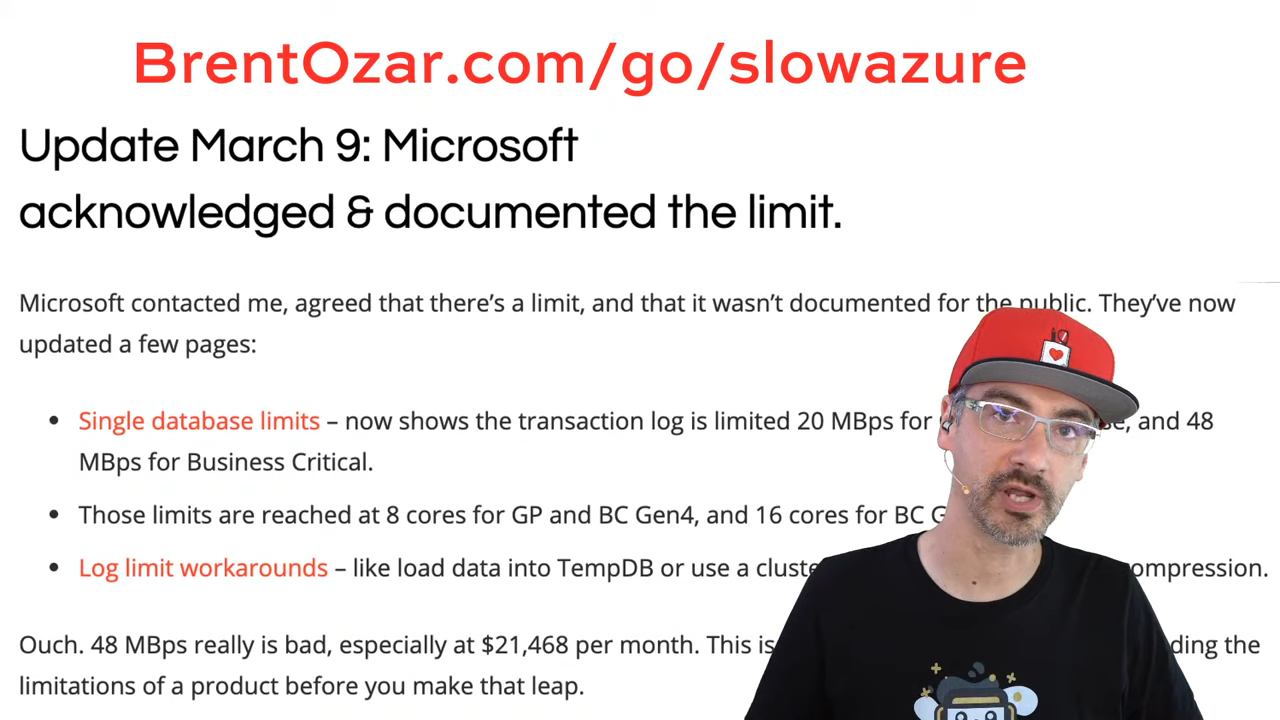 BrentOzar.com/go/slowazure
Update March 9: Microsoft
acknowledged & documented the limit.
Microsoft contacted me, agreed that there’s a limit, and that it wasn’t documented for the public. They’ve now
updated a few pages:
• Single database limits – now shows the transaction log is limited 20 MBps for and 48
MBps for Business Critical.
• Those limits are reached at 8 cores for GP and BC Gen4, and 16 cores for BC
• Log limit workarounds – like load data into TempDB or use a compression.
Ouch. 48 MBps really is bad, especially at $21,468 per month. This is the
limitations of a product before you make that leap.